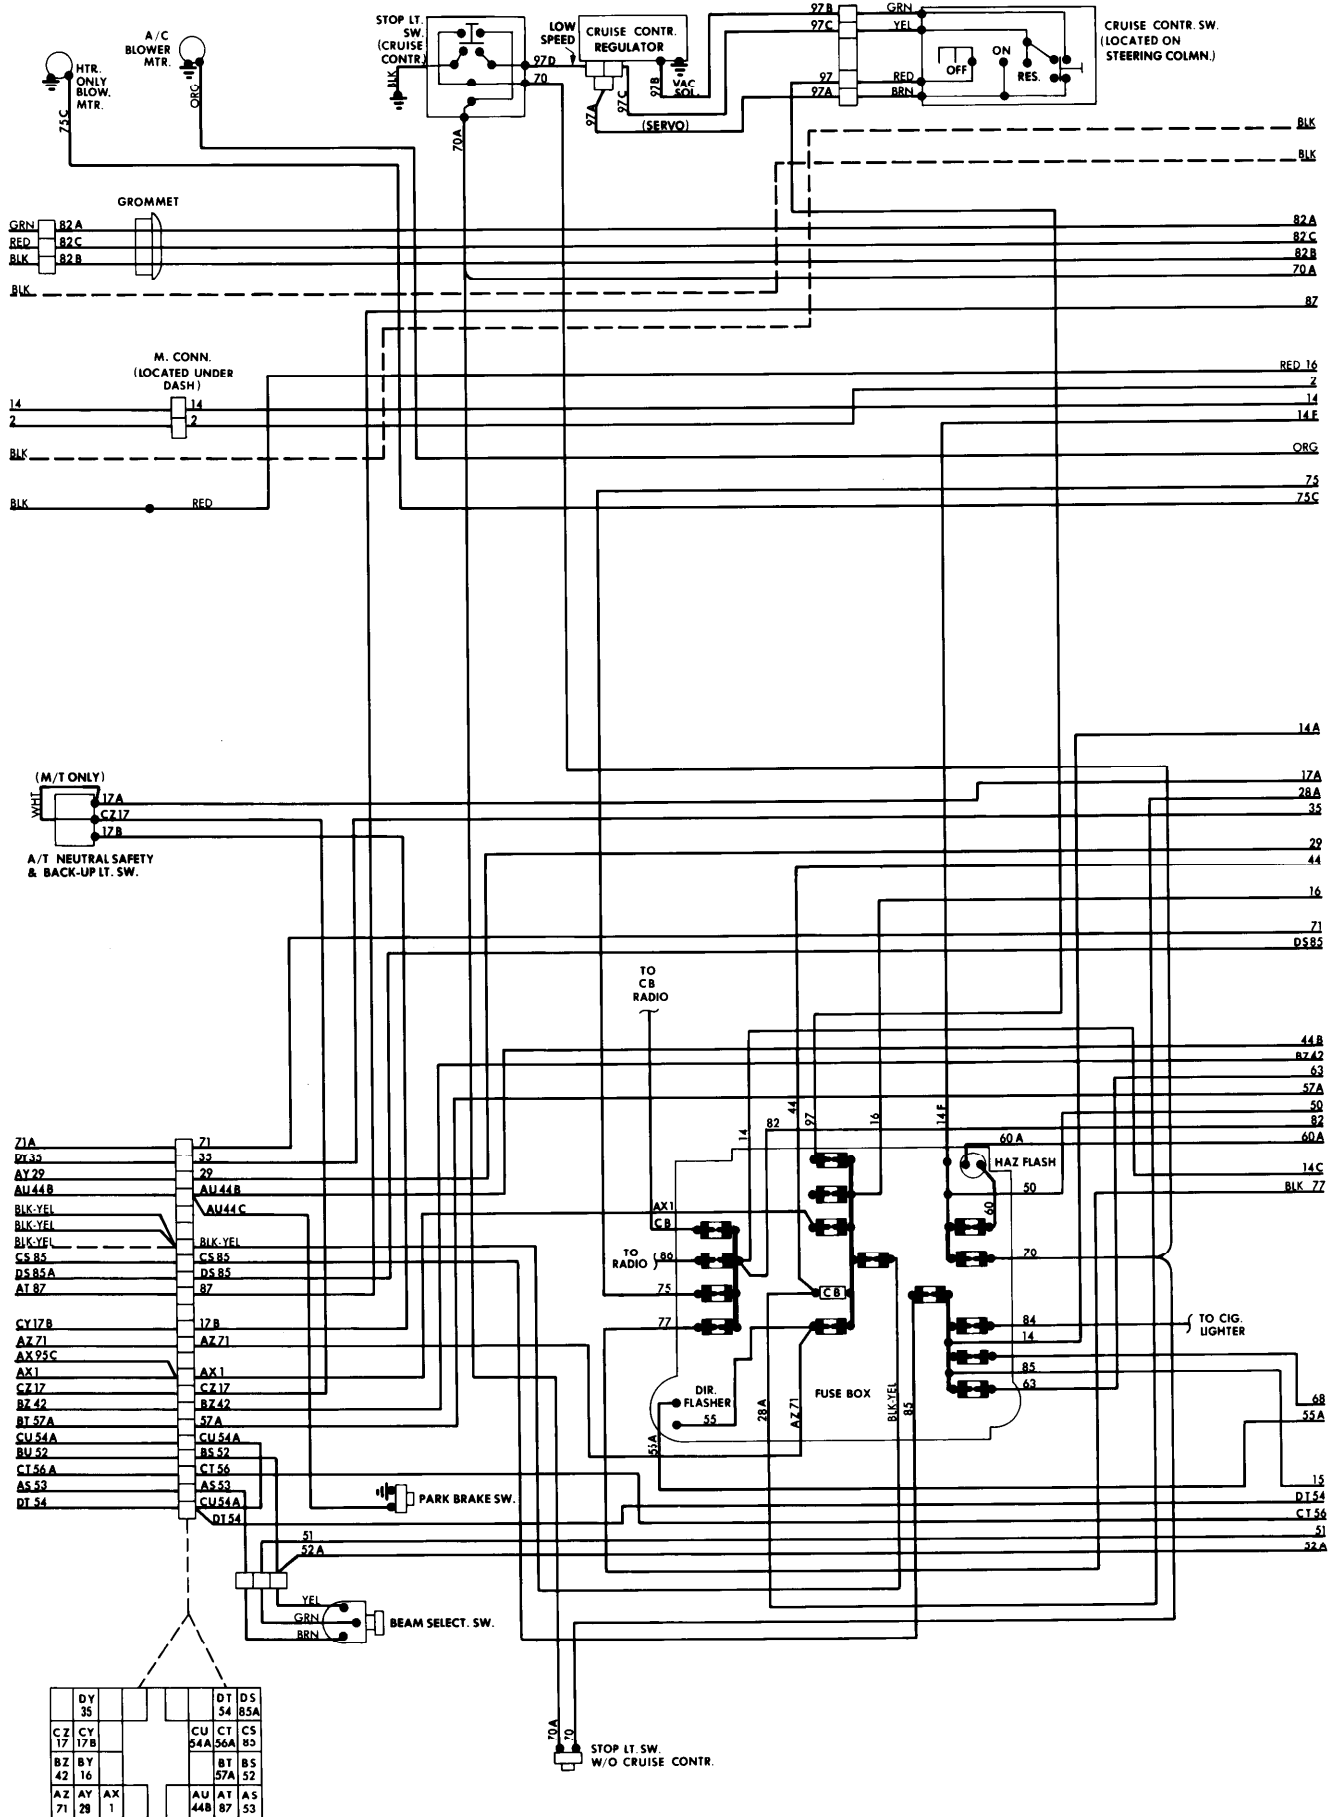 A/C
BLOWER
MTR.
HTR.
ONLY
BLOW.
MTR.
75C
ORG
STOP LT.
SW.
(CRUISE
CONTR.)
BLK
70A
97D
70
LOW
SPEED
CRUISE CONTR.
REGULATOR
97A
97C
97B
VAC
SOL.
(SERVO)
97B
97C
97
97A
GRN
YEL
RED
BRN
OFF
ON
RES.
CRUISE CONTR. SW.
(LOCATED ON
STEERING COLMN.)
BLK
BLK
GROMMET
GRN 82A
RED 82C
BLK 82B
BLK
82A
82C
82B
70A
87
M. CONN.
(LOCATED UNDER
DASH)
14 14
2 2
BLK
BLK RED
RED 16
2
14
14F
ORG
75
75C
(M/T ONLY)
WHT
17A
CZ17
17B
A/T NEUTRAL SAFETY
& BACK-UP LT. SW.
14A
17A
28A
35
29
44
16
71
DS85
44B
BZ42
63
57A
50
82
60A
14C
BLK 77
68
55A
15
DT54
CT56
51
52A
TO
CB
RADIO
44
97
16
14F
14
82
60A
HAZ FLASH
50
60
70
AX1
CB
TO
RADIO
86
75
77
CB
84
14
85
63
TO CIG.
LIGHTER
DIR.
FLASHER
55
55A
28A
AZ71
FUSE BOX
BLK-YEL
85
71A 71
DY35 35
AY29 29
AU44B AU44B
AU44C
BLK-YEL
BLK-YEL
BLK-YEL BLK-YEL
CS85 CS85
DS85A DS85
AT87 87
CY17B 17B
AZ71 AZ71
AX95C
AX1 AX1
CZ17 CZ17
BZ42 BZ42
BT57A 57A
CU54A CU54A
BU52 BS52
CT56A CT56
AS53 AS53
DT54 CU54A
DT54
PARK BRAKE SW.
51
52A
YEL
GRN
BRN
BEAM SELECT. SW.
70A
70
STOP LT. SW.
W/O CRUISE CONTR.
DY DT DS
35 54 85A
CZ CY CU CT CS
17 17B 54A 56A 85
BZ BY BT BS
42 16 57A 52
AZ AY AX AU AT AS
71 29 1 44B 87 53